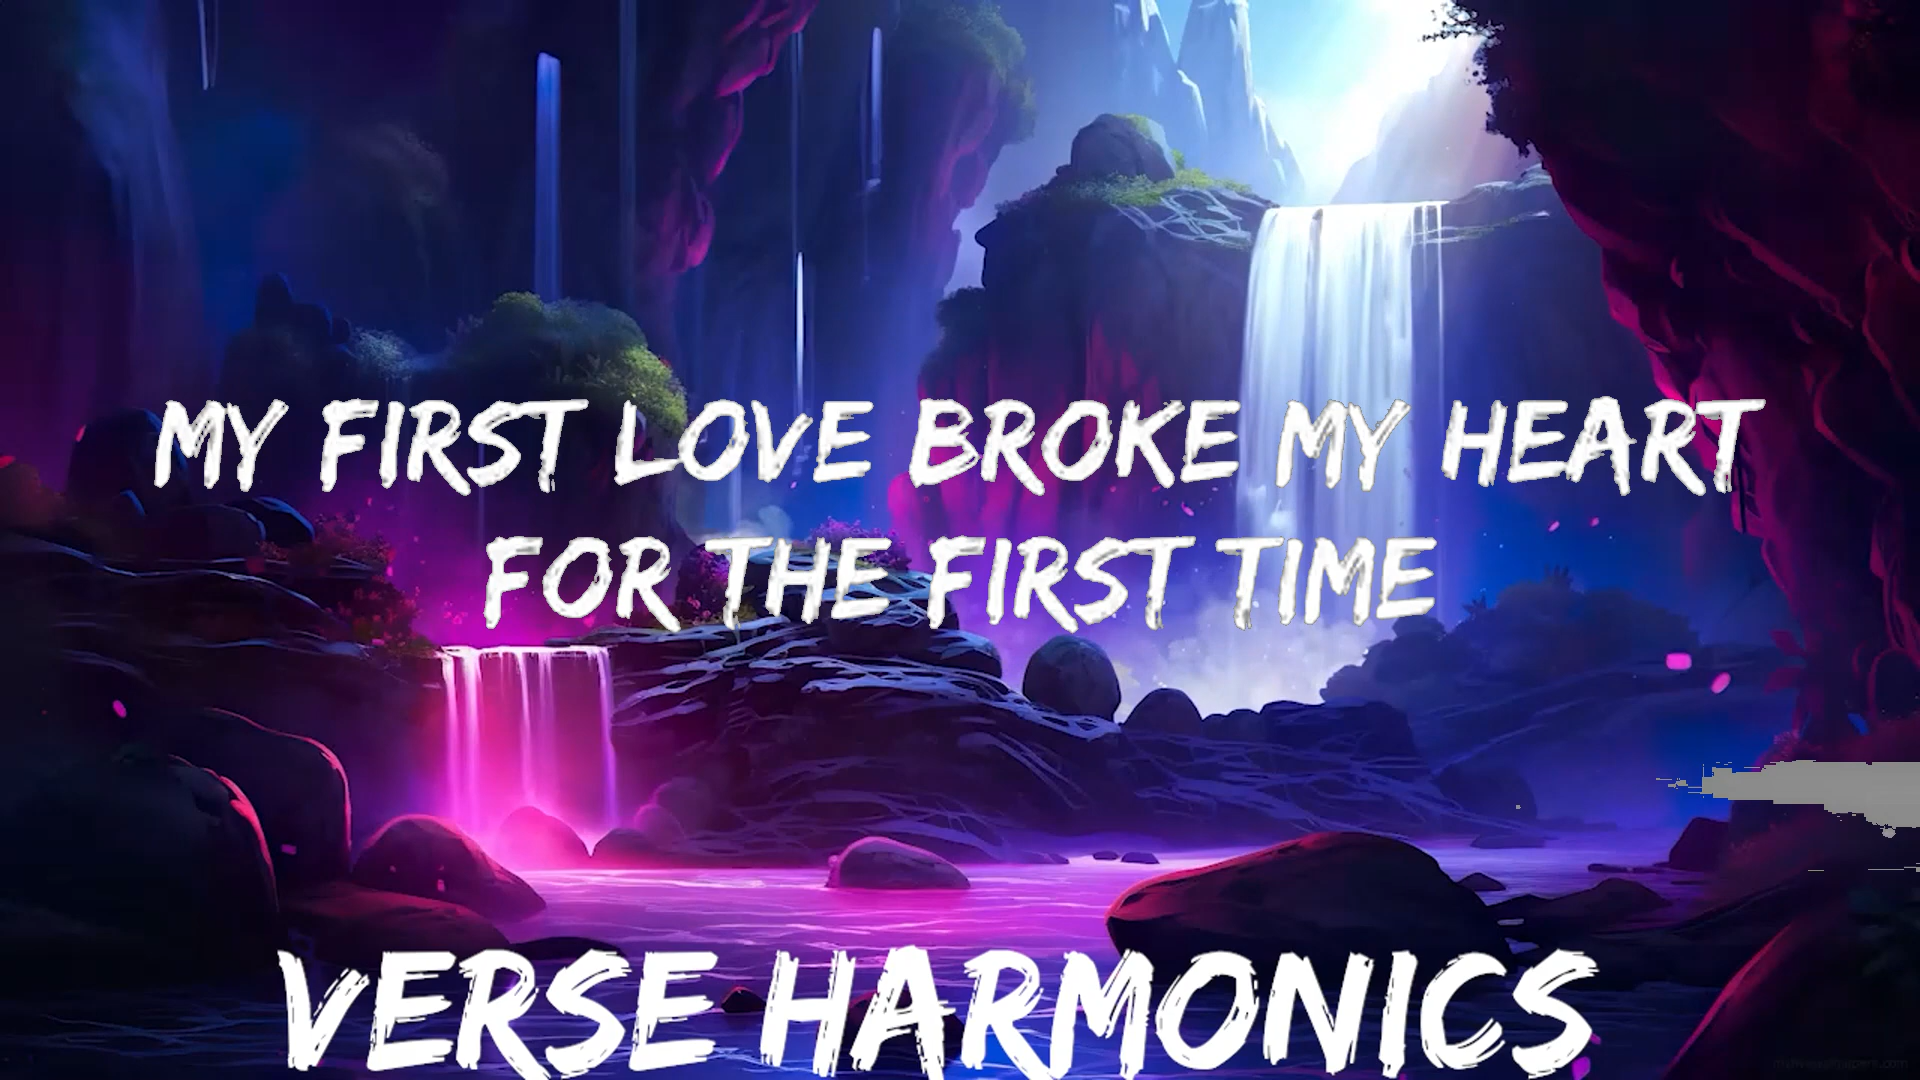 MY FIRST LOVE BROKE MY HEART
FOR THE FIRST TIME
VERSE HARMONICS